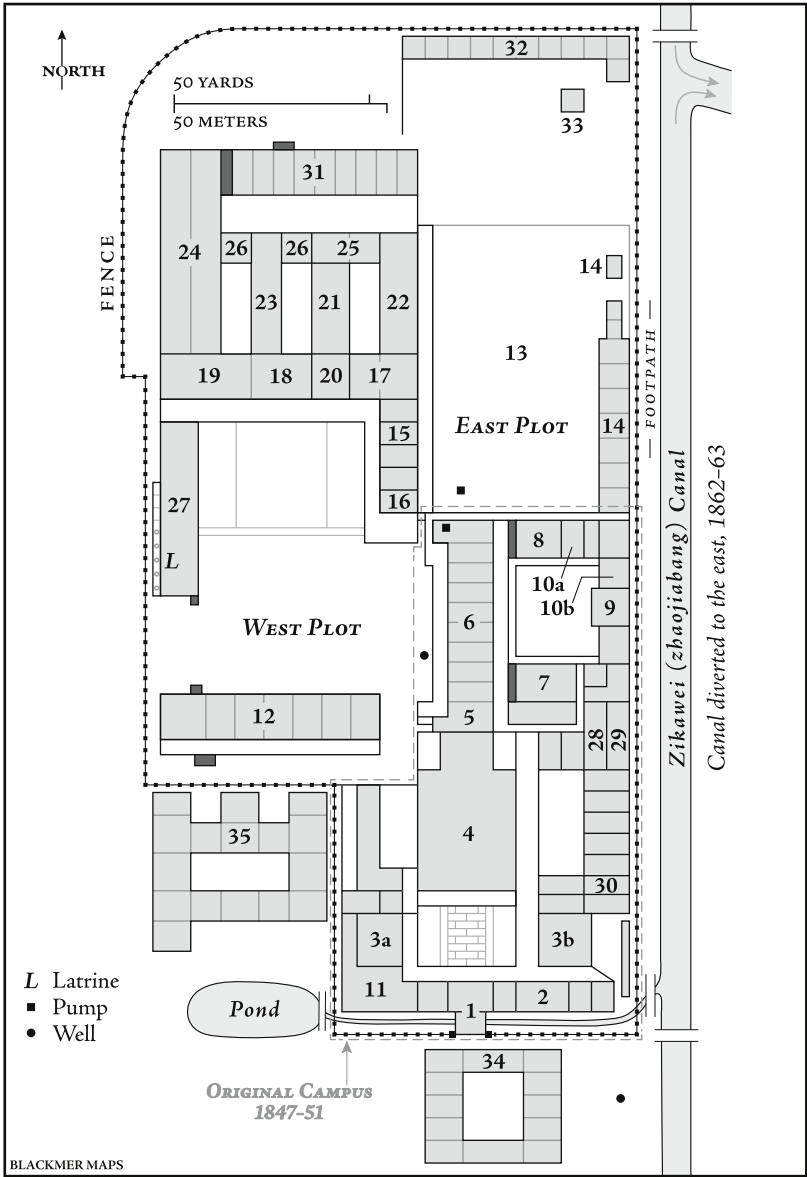 32
NORTH
50 YARDS
50 METERS
33
31
FENCE
24
26
26
25
14
23
21
22
13
FOOTPATH
19
18
20
17
EAST PLOT
14
15
16
27
L
8
10a
10b
9
WEST PLOT
6
7
12
5
28
29
Zikawei (zhaojiabang) Canal
Canal diverted to the east, 1862–63
35
4
30
3a
3b
L Latrine
Pump
Well
11
1
2
Pond
ORIGINAL CAMPUS
1847–51
34
BLACKMER MAPS